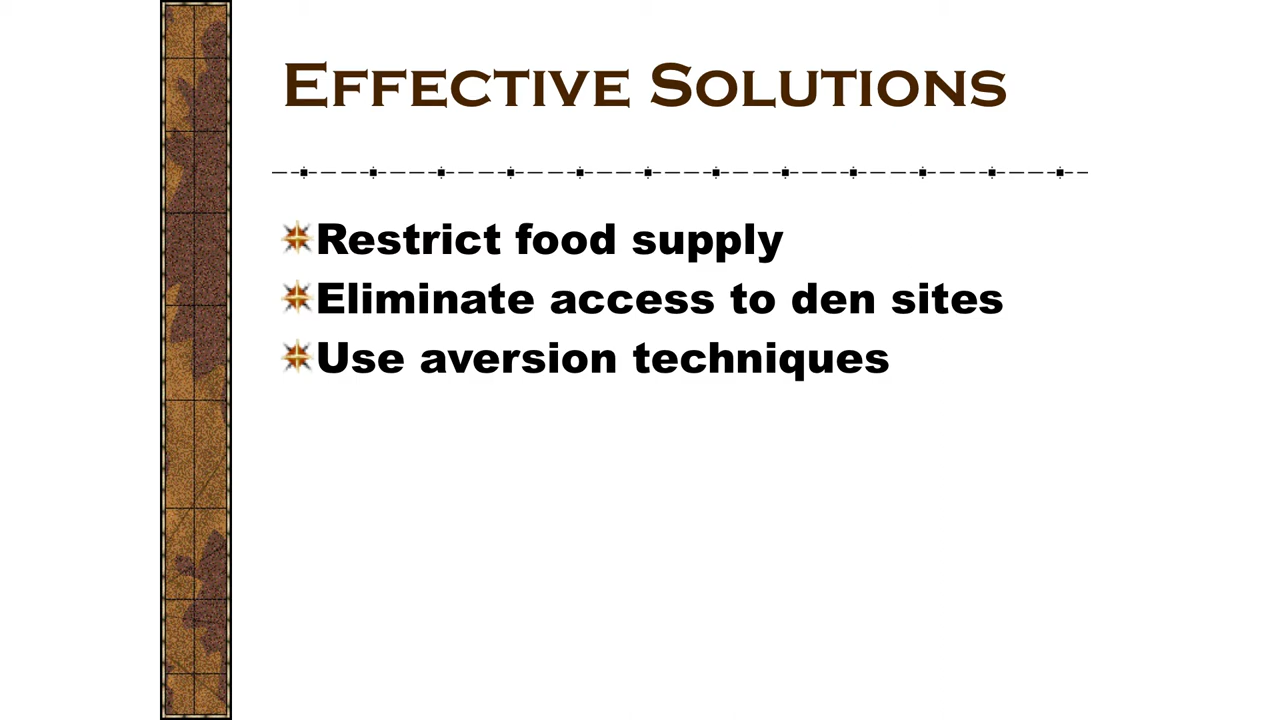 Effective Solutions
Restrict food supply
Eliminate access to den sites
Use aversion techniques